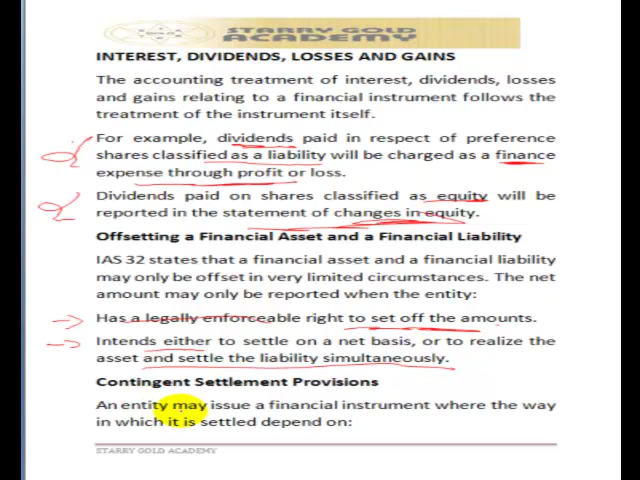 STARRY GOLD
ACADEMY
INTEREST, DIVIDENDS, LOSSES AND GAINS
The accounting treatment of interest, dividends, losses
and gains relating to a financial instrument follows the
treatment of the instrument itself.
For example, dividends paid in respect of preference
shares classified as a liability will be charged as a finance
expense through profit or loss.
Dividends paid on shares classified as equity will be
reported in the statement of changes in equity.
Offsetting a Financial Asset and a Financial Liability
IAS 32 states that a financial asset and a financial liability
may only be offset in very limited circumstances. The net
amount may only be reported when the entity:
Has a legally enforceable right to set off the amounts.
Intends either to settle on a net basis, or to realize the
asset and settle the liability simultaneously.
Contingent Settlement Provisions
An entity may issue a financial instrument where the way
in which it is settled depend on:
STARRY GOLD ACADEMY